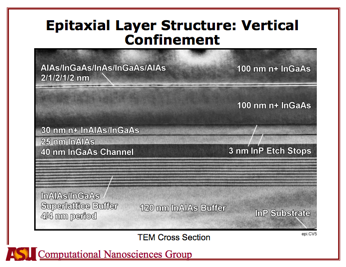 Epitaxial Layer Structure: Vertical
Confinement
AlAs/InGaAs/InAs/InGaAs/AlAs
2/1/2/1/2 nm
100 nm n+ InGaAs
100 nm n+ InGaAs
30 nm n+ InAlAs/InGaAs
25 nm InAlAs
40 nm InGaAs Channel
3 nm InP Etch Stops
InAlAs/InGaAs
Superlattice Buffer
4/4 nm period
120 nm InAlAs Buffer
InP Substrate
TEM Cross Section
ASU Computational Nanosciences Group